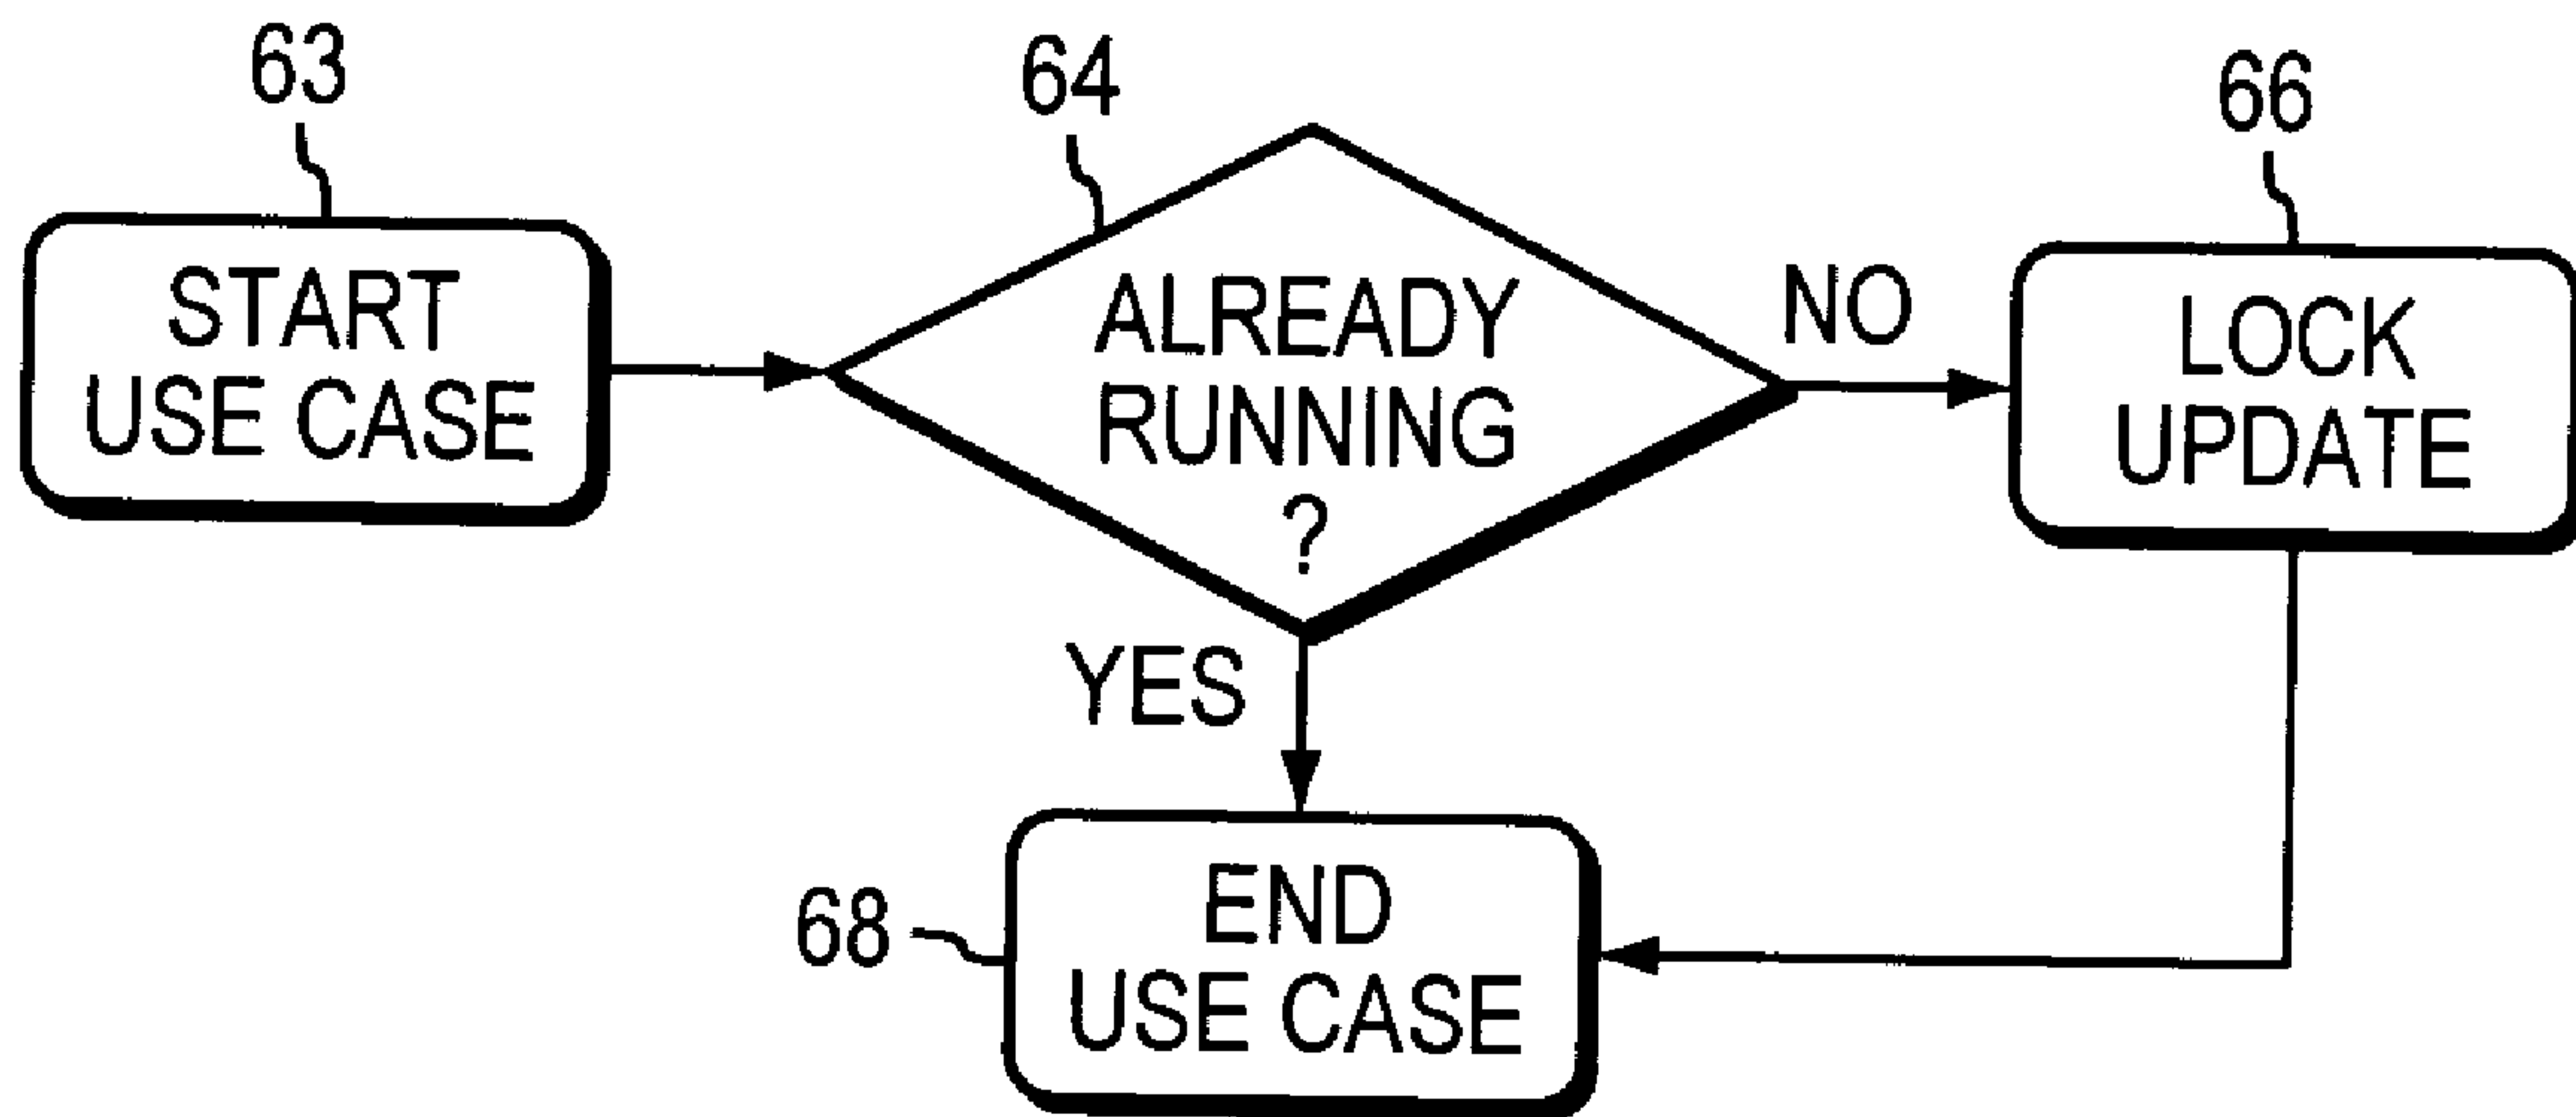 63
START
USE CASE
64
ALREADY
RUNNING
?
NO
66
LOCK
UPDATE
YES
68
END
USE CASE